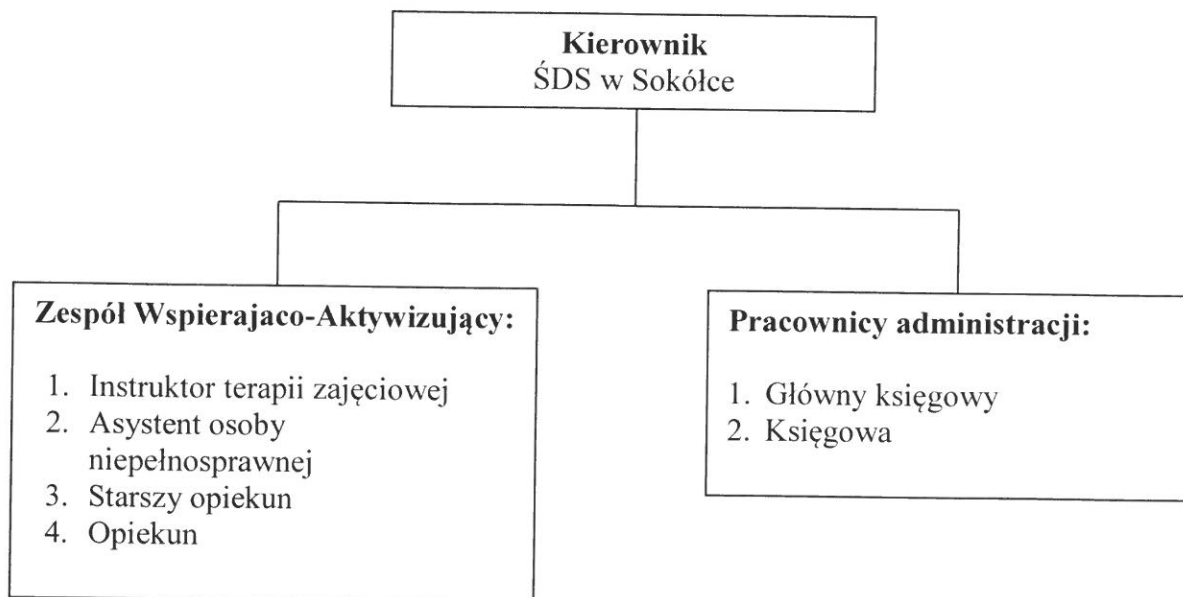 Kierownik
ŚDS w Sokółce
Zespół Wspierajaco-Aktywizujący:
1. Instruktor terapii zajęciowej
2. Asystent osoby
niepełnosprawnej
3. Starszy opiekun
4. Opiekun
Pracownicy administracji:
1. Główny księgowy
2. Księgowa